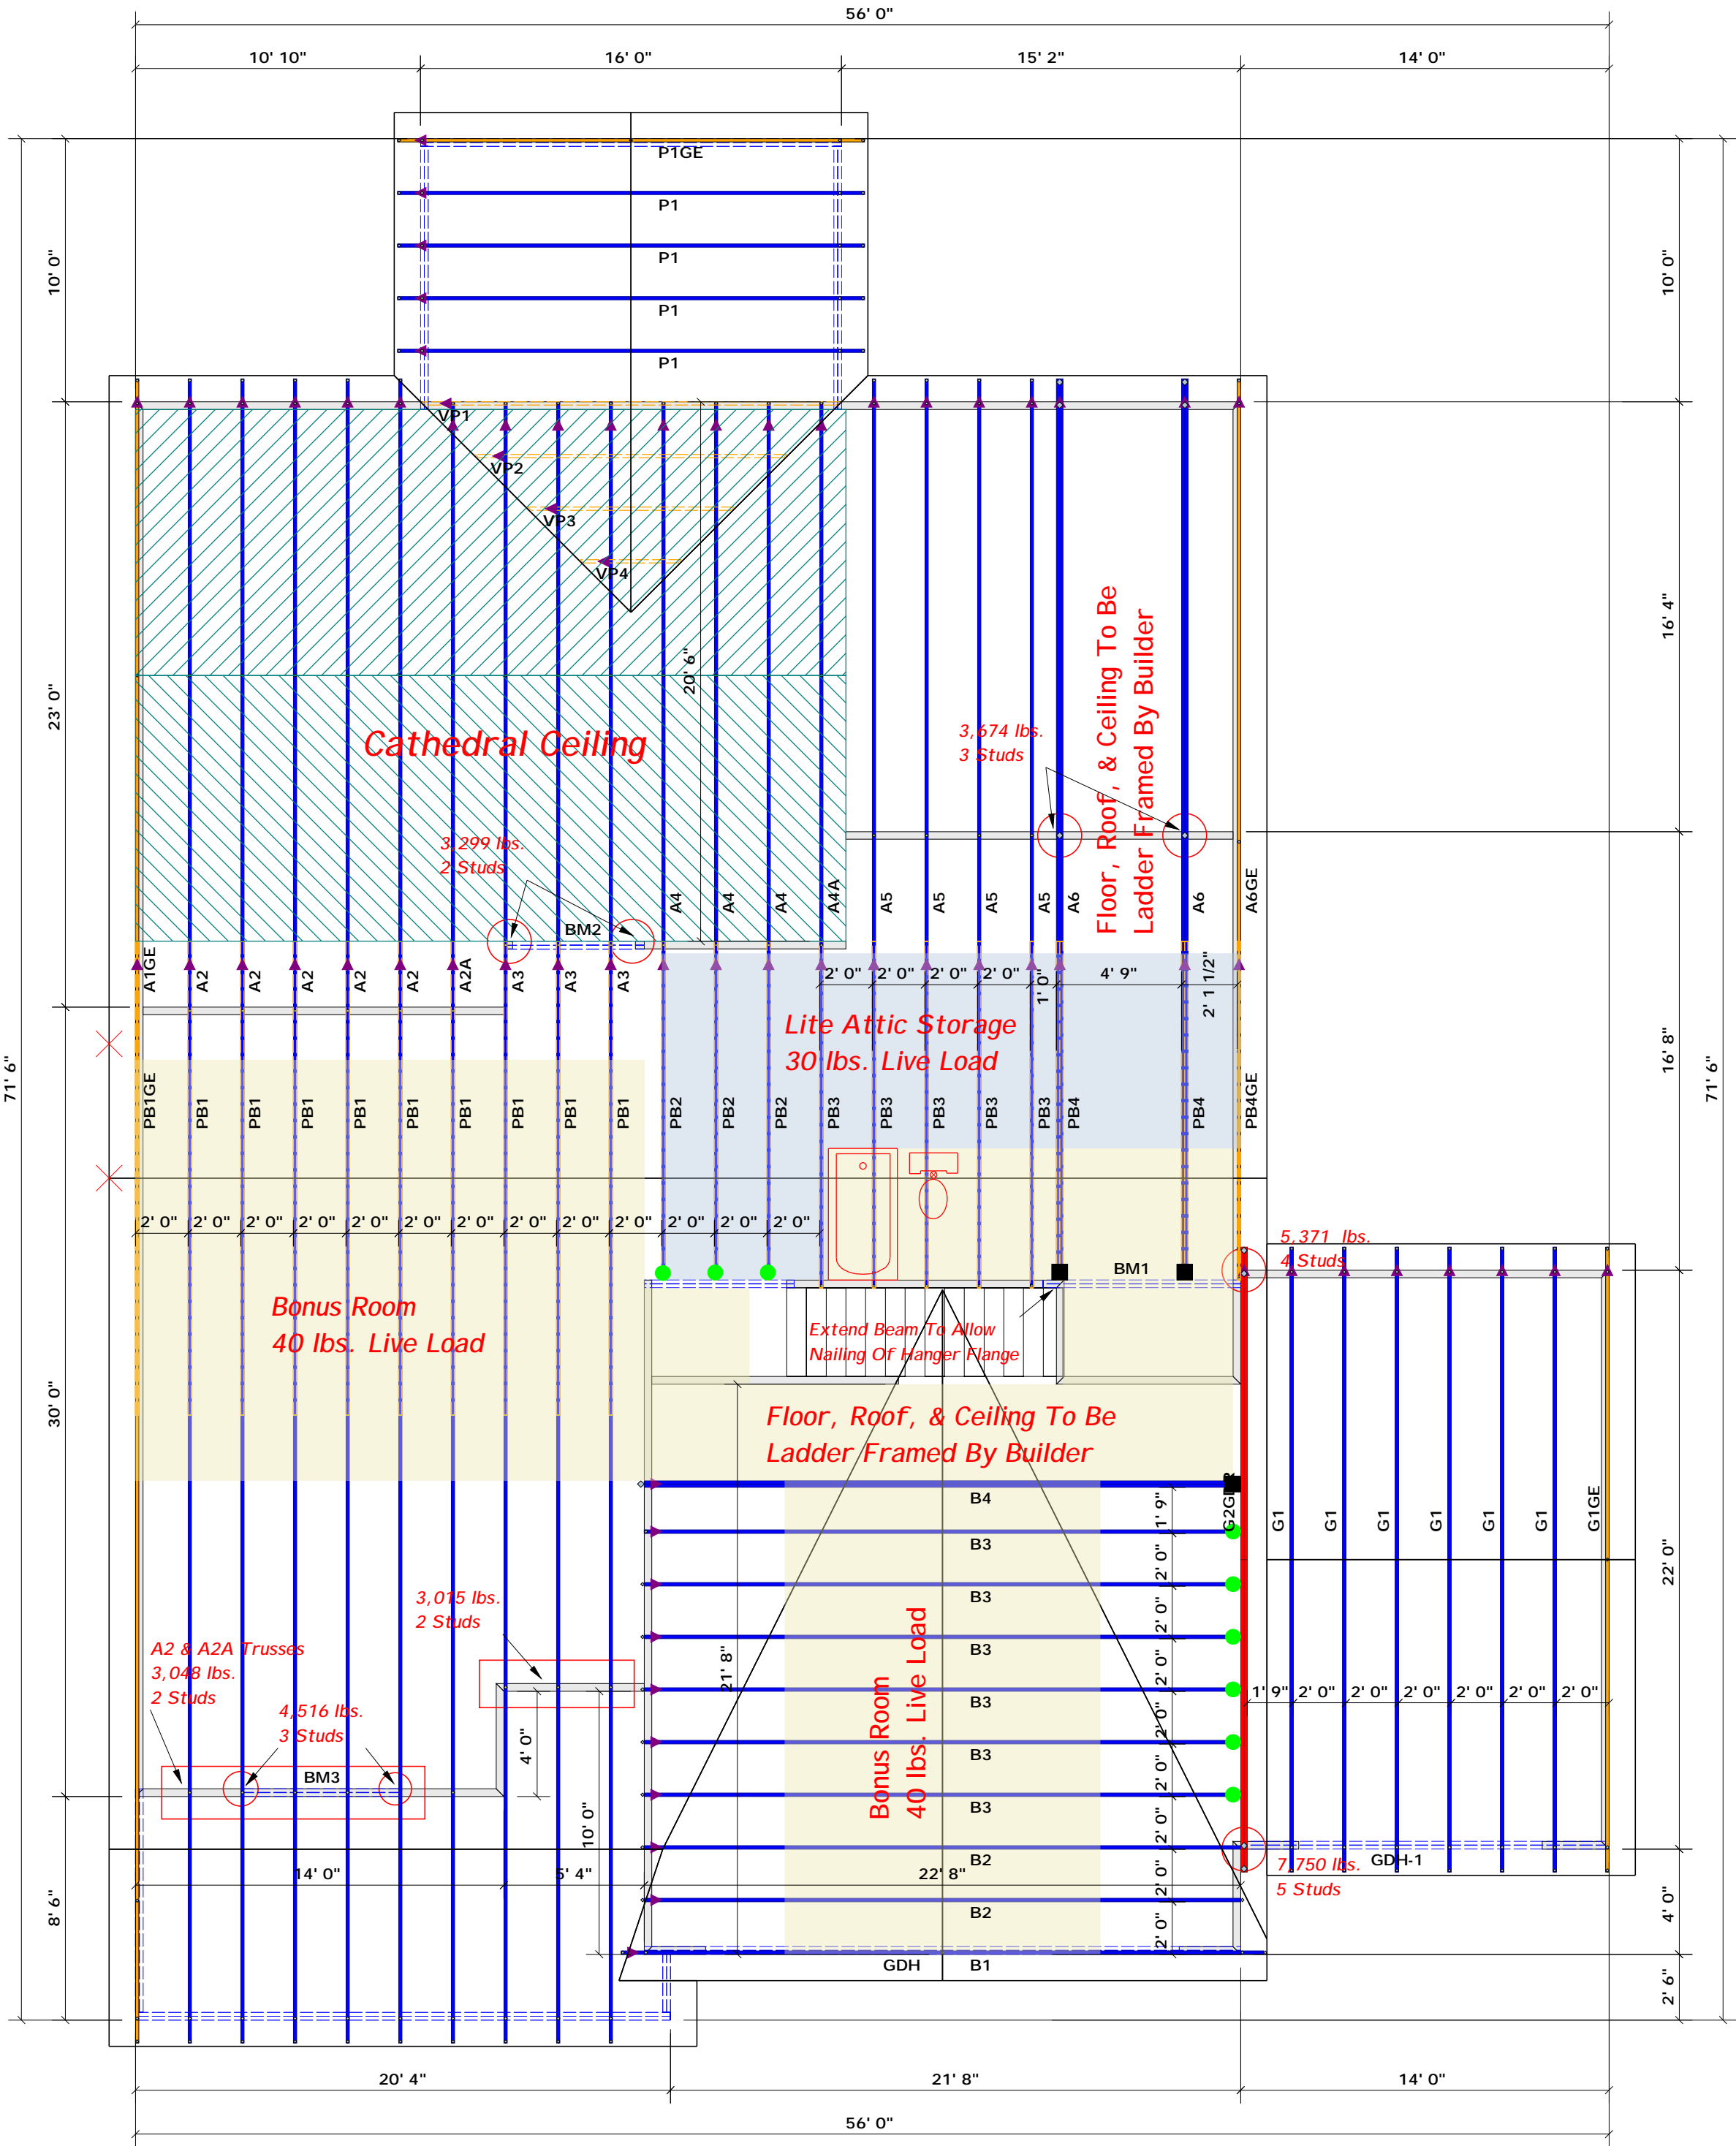 56' 0"
10' 10"
16' 0"
15' 2"
14' 0"
P1GE
P1
P1
P1
P1
10' 0"
10' 0"
VP1
VP2
VP3
VP4
20' 6"
23' 0"
16' 4"
Cathedral Ceiling
Floor, Roof, & Ceiling To Be
Ladder Framed By Builder
3,674 lbs.
3 Studs
3,299 lbs.
2 Studs
BM2
A1GE
A2
A2
A2
A2
A2
A2A
A3
A3
A3
A4
A4
A4
A4A
A5
A5
A5
A5
A6
A6
A6GE
2' 0"
2' 0"
2' 0"
2' 0"
1' 0"
4' 9"
2' 1 1/2"
Lite Attic Storage
30 lbs. Live Load
71' 6"
16' 8"
71' 6"
PB1GE
PB1
PB1
PB1
PB1
PB1
PB1
PB1
PB1
PB1
PB2
PB2
PB2
PB3
PB3
PB3
PB3
PB3
PB4
PB4
PB4GE
2' 0"
2' 0"
2' 0"
2' 0"
2' 0"
2' 0"
2' 0"
2' 0"
2' 0"
2' 0"
2' 0"
2' 0"
2' 0"
5,371 lbs.
4 Studs
BM1
Bonus Room
40 lbs. Live Load
Extend Beam To Allow
Nailing Of Hanger Flange
30' 0"
Floor, Roof, & Ceiling To Be
Ladder Framed By Builder
B4
B3
B3
B3
B3
B3
B3
B2
B2
1' 9"
2' 0"
2' 0"
2' 0"
2' 0"
2' 0"
2' 0"
2' 0"
2' 0"
G1
G1
G1
G1
G1
G1
G1GE
22' 0"
3,015 lbs.
2 Studs
A2 & A2A Trusses
3,048 lbs.
2 Studs
4,516 lbs.
3 Studs
BM3
4' 0"
10' 0"
21' 8"
Bonus Room
40 lbs. Live Load
1' 9"
2' 0"
2' 0"
2' 0"
2' 0"
2' 0"
2' 0"
GDH-1
7,750 lbs.
5 Studs
14' 0"
5' 4"
22' 8"
8' 6"
4' 0"
GDH
B1
2' 6"
20' 4"
21' 8"
14' 0"
56' 0"